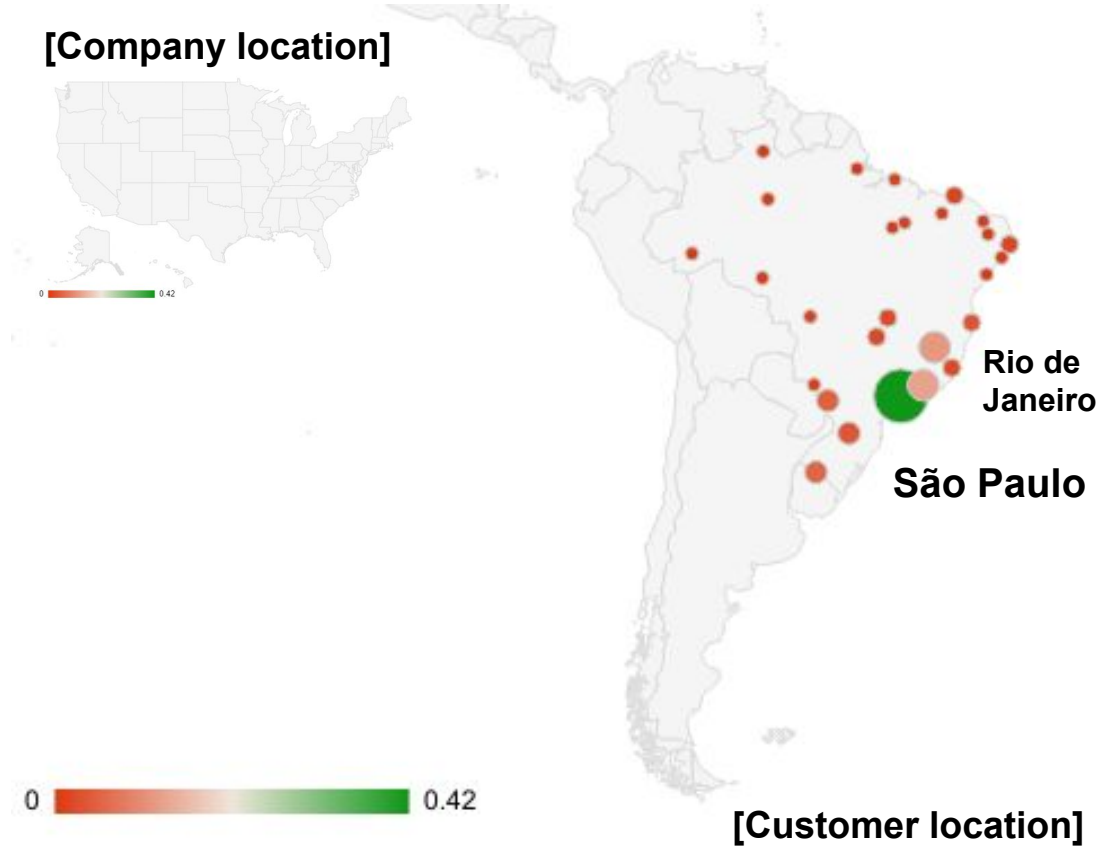 [Company location]
0 0.42
Rio de
Janeiro
São Paulo
0 0.42
[Customer location]